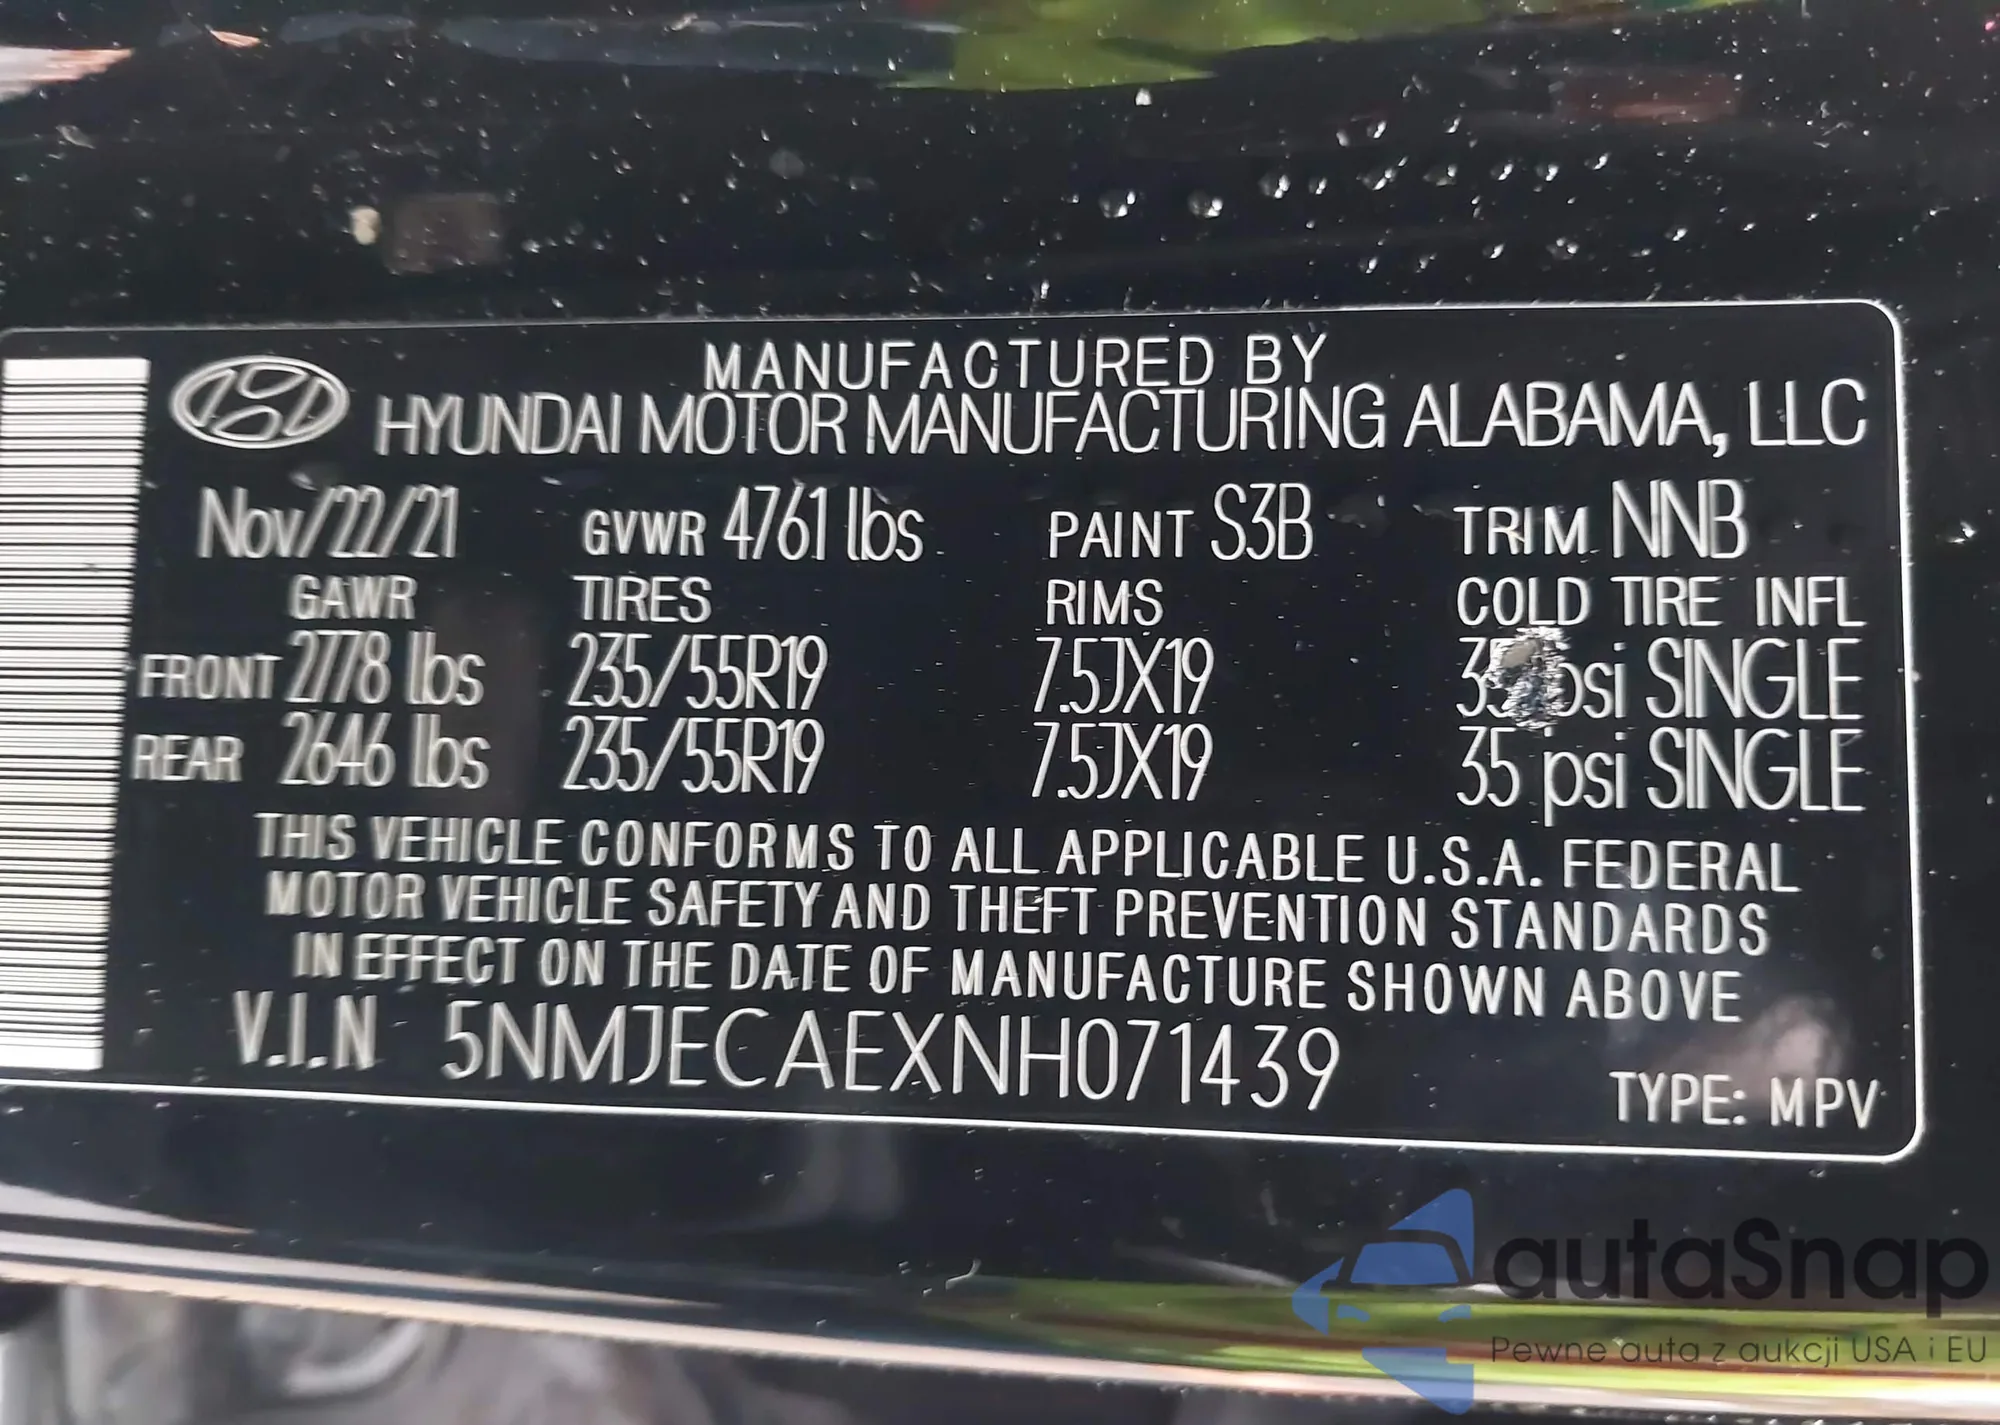 MANUFACTURED BY
HYUNDAI MOTOR MANUFACTURING ALABAMA, LLC
Nov/22/21 GVWR 4761 lbs PAINT S3B TRIM NNB
GAWR TIRES RIMS COLD TIRE INFL
FRONT 2778 lbs 235/55R19 7.5JX19 35 psi SINGLE
REAR 2646 lbs 235/55R19 7.5JX19 35 psi SINGLE
THIS VEHICLE CONFORMS TO ALL APPLICABLE U.S.A. FEDERAL
MOTOR VEHICLE SAFETY AND THEFT PREVENTION STANDARDS
IN EFFECT ON THE DATE OF MANUFACTURE SHOWN ABOVE
V.I.N 5NMJECAEXNH071439
TYPE: MPV
autaSnap
Pewne auta z aukcji USA i EU